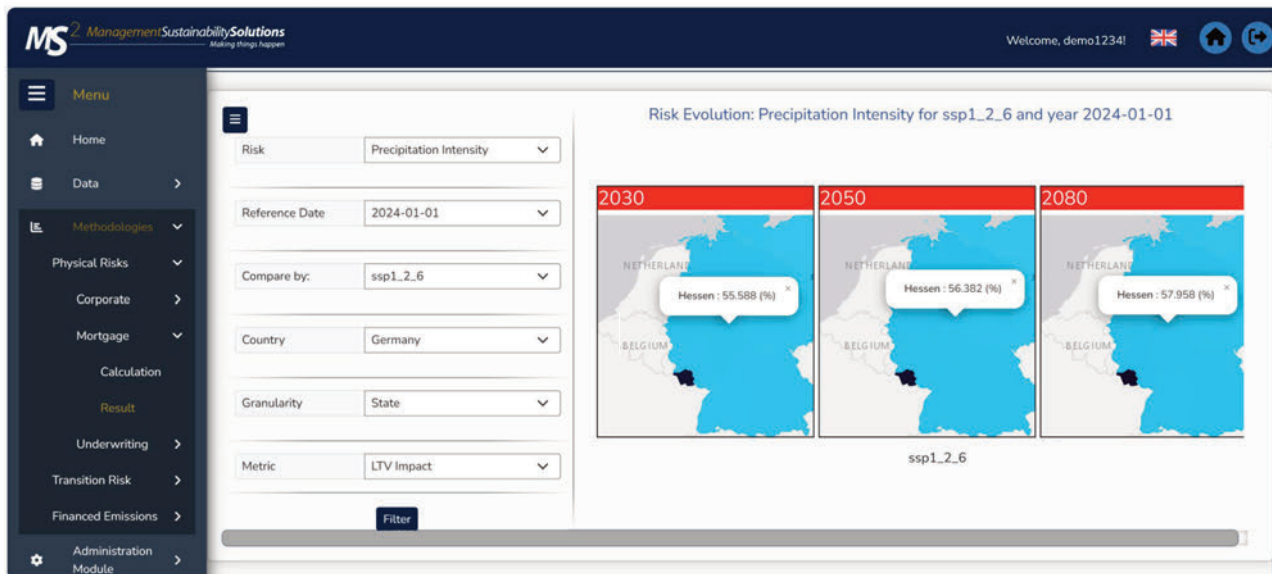 MS2 ManagementSustainabilitySolutions
Making things happen
Welcome, demo1234!
Menu
Home
Data
Methodologies
Physical Risks
Corporate
Mortgage
Calculation
Result
Underwriting
Transition Risk
Financed Emissions
Administration
Module
Risk Precipitation Intensity
Reference Date 2024-01-01
Compare by: ssp1_2_6
Country Germany
Granularity State
Metric LTV Impact
Filter
Risk Evolution: Precipitation Intensity for ssp1_2_6 and year 2024-01-01
2030
NETHERLAND
Hessen : 55.588 (%) ×
BELGIUM
2050
NETHERLAND
Hessen : 56.382 (%) ×
BELGIUM
2080
NETHERLAND
Hessen : 57.958 (%) ×
BELGIUM
ssp1_2_6